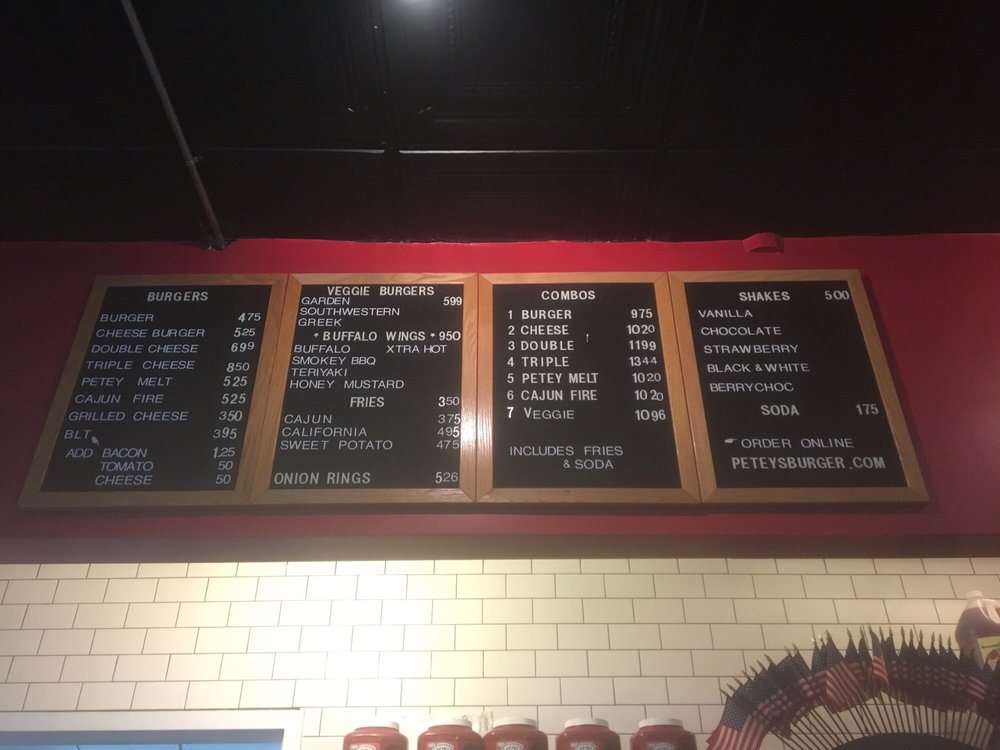 BURGERS
BURGER 475
CHEESE BURGER 525
DOUBLE CHEESE 699
TRIPLE CHEESE 850
PETEY MELT 525
CAJUN FIRE 525
GRILLED CHEESE 350
BLT 395
ADD BACON 1.25
TOMATO 50
CHEESE 50
VEGGIE BURGERS
GARDEN 599
SOUTHWESTERN
GREEK
* BUFFALO WINGS * 950
BUFFALO XTRA HOT
SMOKEY BBQ
TERIYAKI
HONEY MUSTARD
FRIES 350
CAJUN 375
CALIFORNIA 495
SWEET POTATO 475
ONION RINGS 526
COMBOS
1 BURGER 975
2 CHEESE 1020
3 DOUBLE 1199
4 TRIPLE 1344
5 PETEY MELT 1020
6 CAJUN FIRE 1020
7 VEGGIE 1096
INCLUDES FRIES
& SODA
SHAKES 500
VANILLA
CHOCOLATE
STRAWBERRY
BLACK & WHITE
BERRYCHOC
SODA 175
ORDER ONLINE
PETEYSBURGER.COM